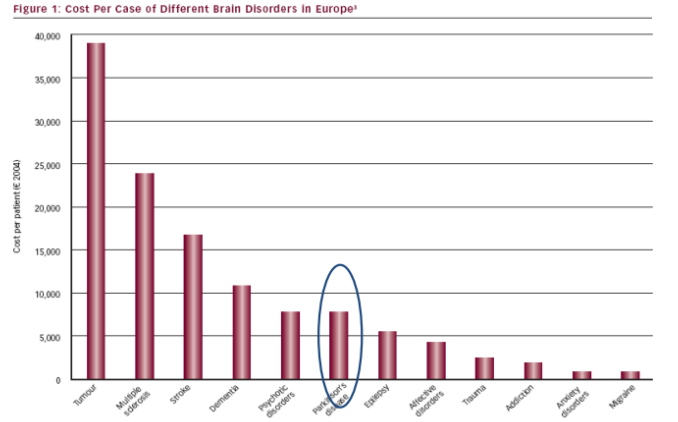 Figure 1: Cost Per Case of Different Brain Disorders in Europe³
Cost per patient (€ 2004)
40,000
35,000
30,000
25,000
20,000
15,000
10,000
5,000
0
Tumour
Multiple
sclerosis
Stroke
Dementia
Psychotic
disorders
Parkinson's
disease
Epilepsy
Affective
disorders
Trauma
Addiction
Anxiety
disorders
Migraine